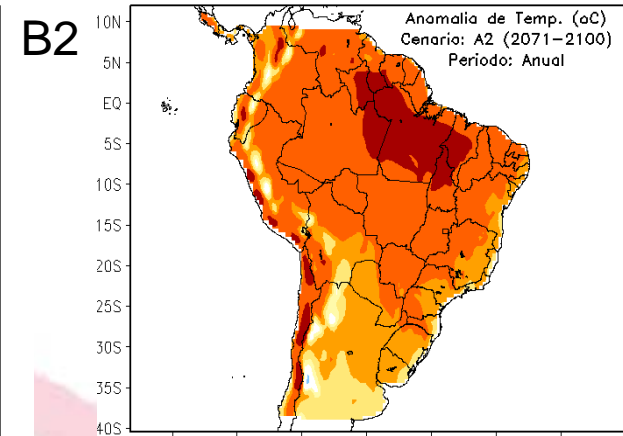 B2
Anomalia de Temp. (oC)
Cenario: A2 (2071-2100)
Periodo: Anual
10N
5N
EQ
5S
10S
15S
20S
25S
30S
35S
40S